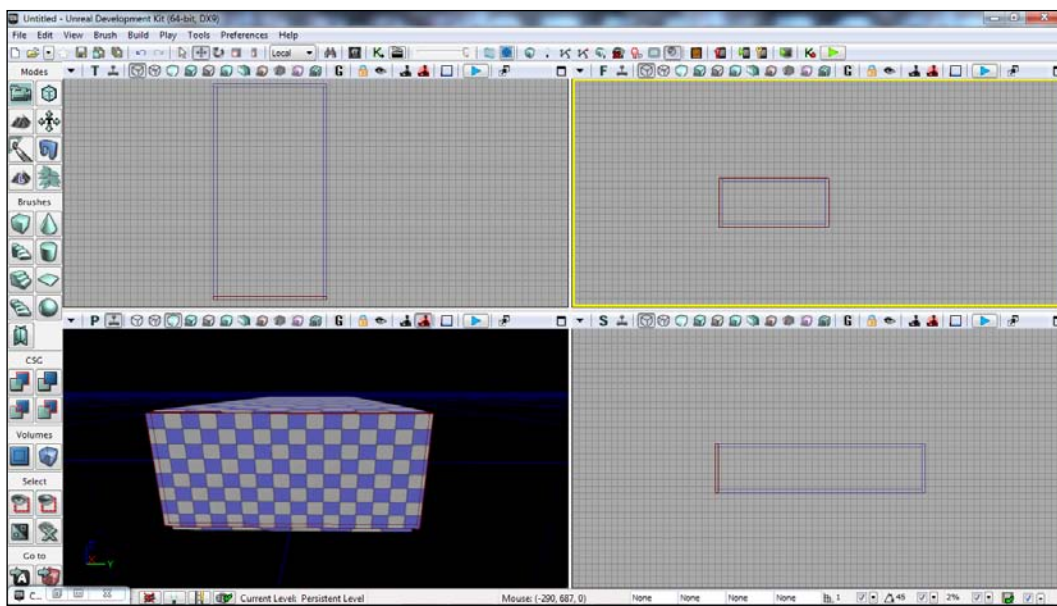 Untitled - Unreal Development Kit (64-bit, DX9)
File Edit View Brush Build Play Tools Preferences Help
Local
Modes
T G
F G
Brushes
P G
S G
CSG
Volumes
Select
Go to
Y
C... Current Level: Persistent Level Mouse: (-290, 687, 0) None None None None 1 45 2%